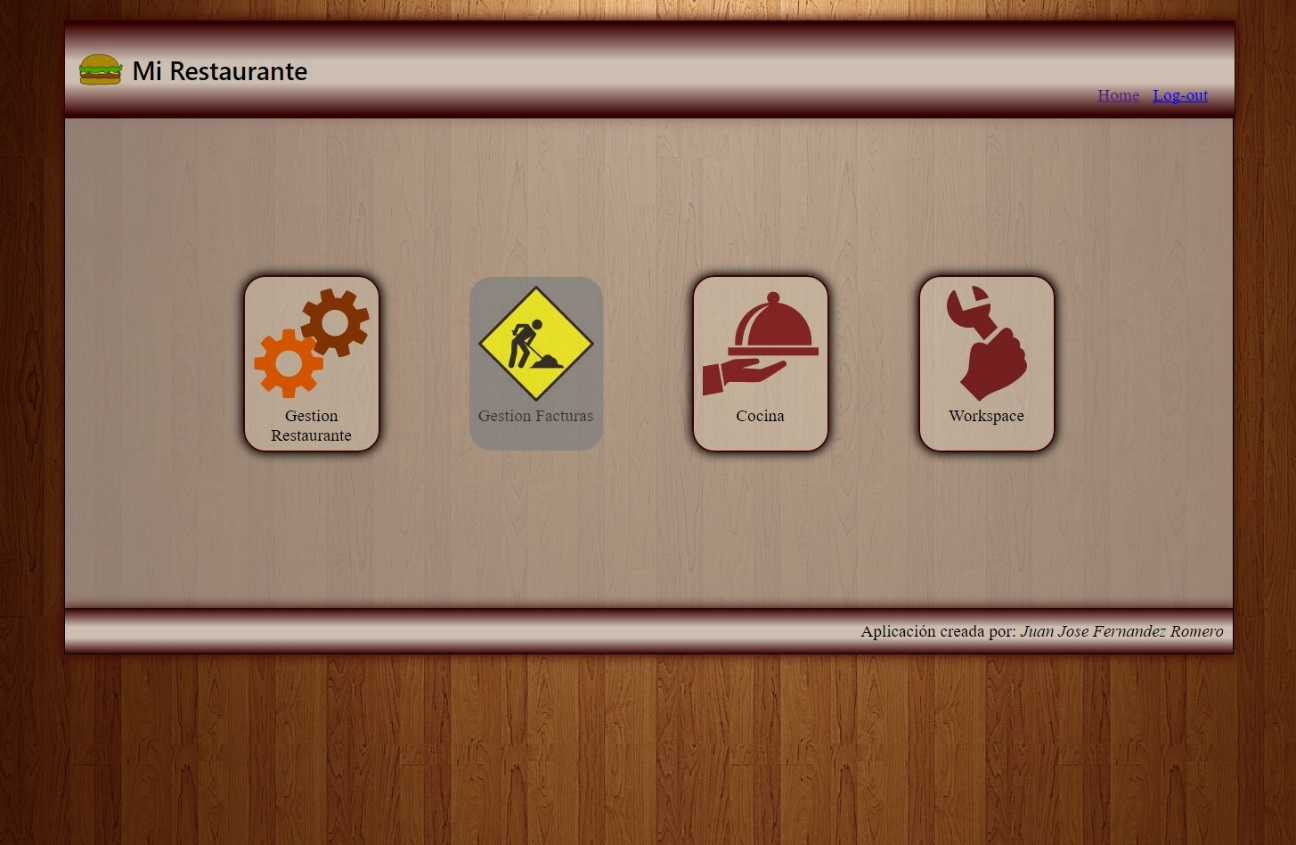 Mi Restaurante
Home Log-out
Gestion
Restaurante
Gestion Facturas
Cocina
Workspace
Aplicación creada por: Juan Jose Fernandez Romero